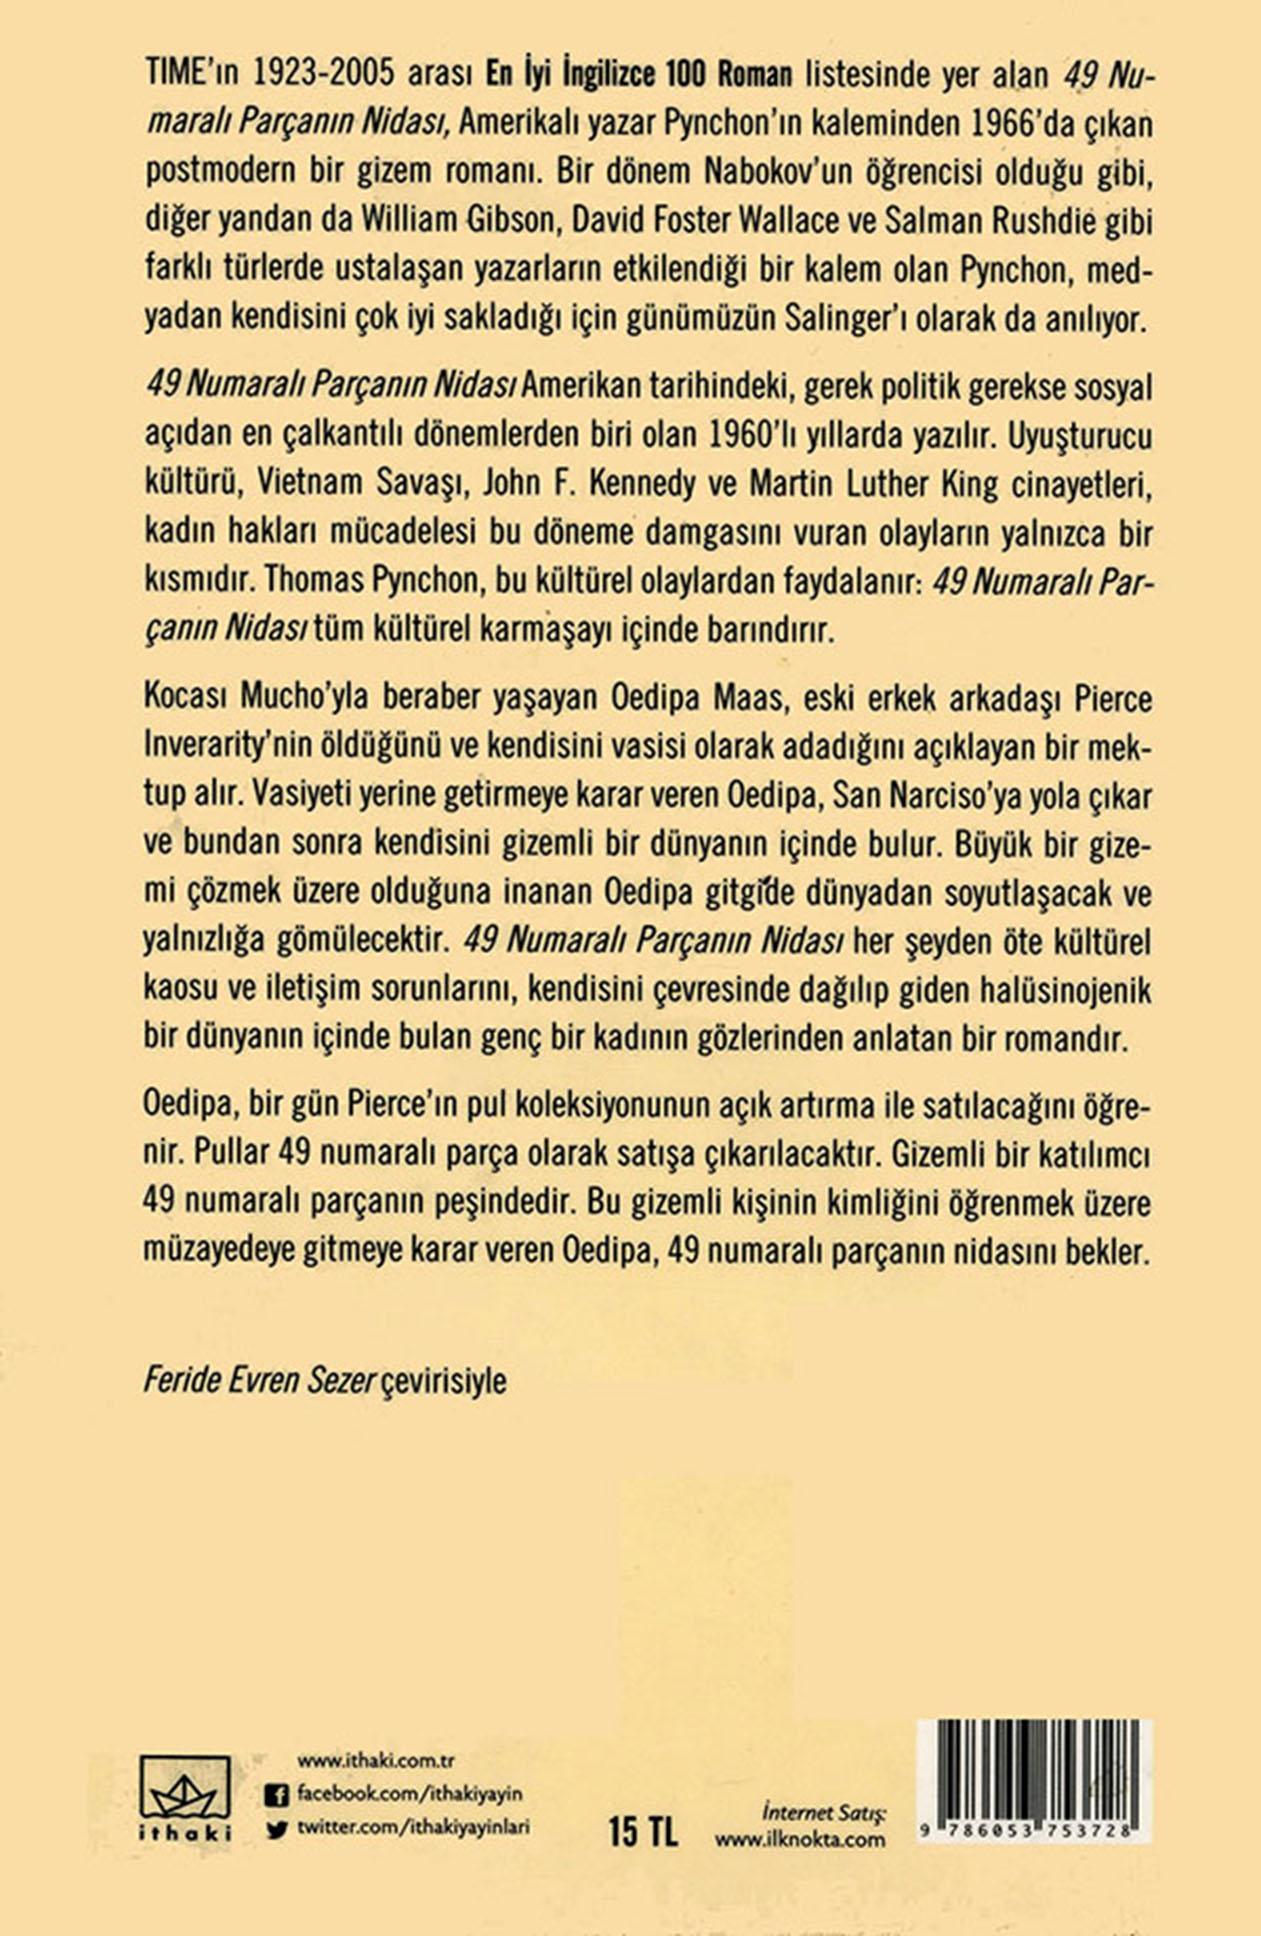 TIME'ın 1923-2005 arası En İyi İngilizce 100 Roman listesinde yer alan 49 Nu-
maralı Parçanın Nidası, Amerikalı yazar Pynchon'ın kaleminden 1966'da çıkan
postmodern bir gizem romanı. Bir dönem Nabokov'un öğrencisi olduğu gibi,
diğer yandan da William Gibson, David Foster Wallace ve Salman Rushdie gibi
farklı türlerde ustalaşan yazarların etkilendiği bir kalem olan Pynchon, med-
yadan kendisini çok iyi sakladığı için günümüzün Salinger'ı olarak da anılıyor.
49 Numaralı Parçanın Nidası Amerikan tarihindeki, gerek politik gerekse sosyal
açıdan en çalkantılı dönemlerden biri olan 1960'lı yıllarda yazılır. Uyuşturucu
kültürü, Vietnam Savaşı, John F. Kennedy ve Martin Luther King cinayetleri,
kadın hakları mücadelesi bu döneme damgasını vuran olayların yalnızca bir
kısmıdır. Thomas Pynchon, bu kültürel olaylardan faydalanır: 49 Numaralı Par-
çanın Nidası tüm kültürel karmaşayı içinde barındırır.
Kocası Mucho'yla beraber yaşayan Oedipa Maas, eski erkek arkadaşı Pierce
Inverarity'nin öldüğünü ve kendisini vasisi olarak adadığını açıklayan bir mek-
tup alır. Vasiyeti yerine getirmeye karar veren Oedipa, San Narciso'ya yola çıkar
ve bundan sonra kendisini gizemli bir dünyanın içinde bulur. Büyük bir gize-
mi çözmek üzere olduğuna inanan Oedipa gitgide dünyadan soyutlaşacak ve
yalnızlığa gömülecektir. 49 Numaralı Parçanın Nidası her şeyden öte kültürel
kaosu ve iletişim sorunlarını, kendisini çevresinde dağılıp giden halüsinojenik
bir dünyanın içinde bulan genç bir kadının gözlerinden anlatan bir romandır.
Oedipa, bir gün Pierce'ın pul koleksiyonunun açık artırma ile satılacağını öğre-
nir. Pullar 49 numaralı parça olarak satışa çıkarılacaktır. Gizemli bir katılımcı
49 numaralı parçanın peşindedir. Bu gizemli kişinin kimliğini öğrenmek üzere
müzayedeye gitmeye karar veren Oedipa, 49 numaralı parçanın nidasını bekler.
Feride Evren Sezer çevirisiyle
ithaki
www.ithaki.com.tr
facebook.com/ithakiyayin
twitter.com/ithakiyayinlari
15 TL
İnternet Satış:
www.ilknokta.com
9 786053 753728